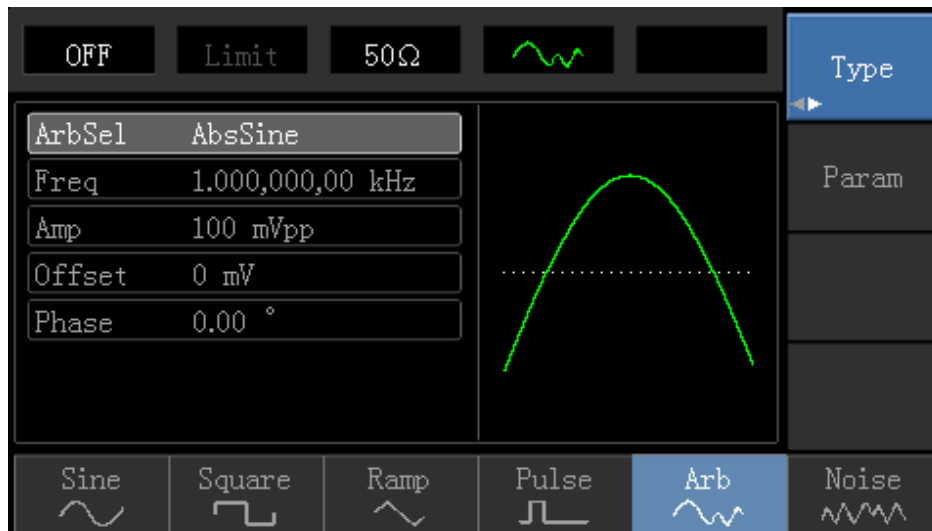 OFF Limit 50Ω
Type
ArbSel AbsSine
Freq 1.000,000,00 kHz
Param
Amp 100 mVpp
Offset 0 mV
Phase 0.00 °
Sine Square Ramp Pulse Arb Noise